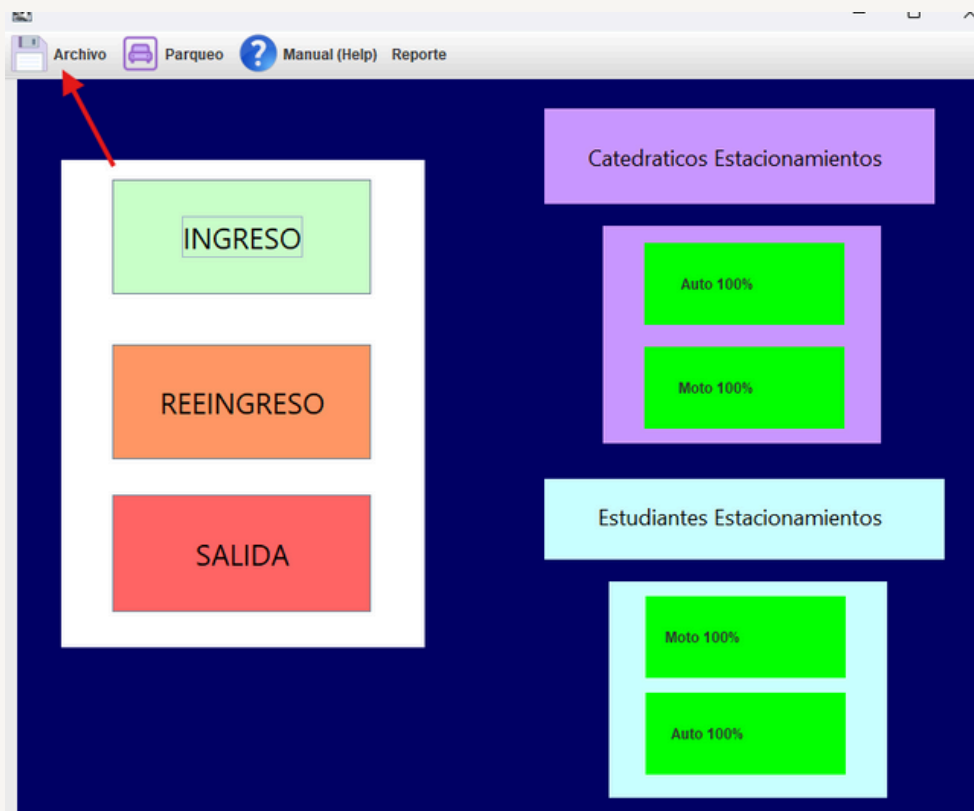 Archivo Parqueo Manual (Help) Reporte
INGRESO
REEINGRESO
SALIDA
Catedraticos Estacionamientos
Auto 100%
Moto 100%
Estudiantes Estacionamientos
Moto 100%
Auto 100%